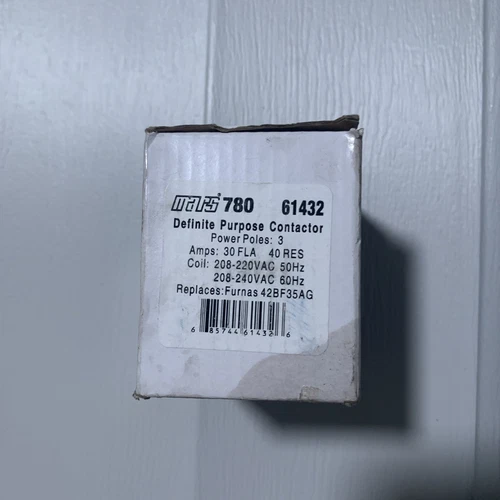 mars 780 61432
Definite Purpose Contactor
Power Poles: 3
Amps: 30 FLA 40 RES
Coil: 208-220VAC 50Hz
208-240VAC 60Hz
Replaces: Furnas 42BF35AG
6 85744 61432 6